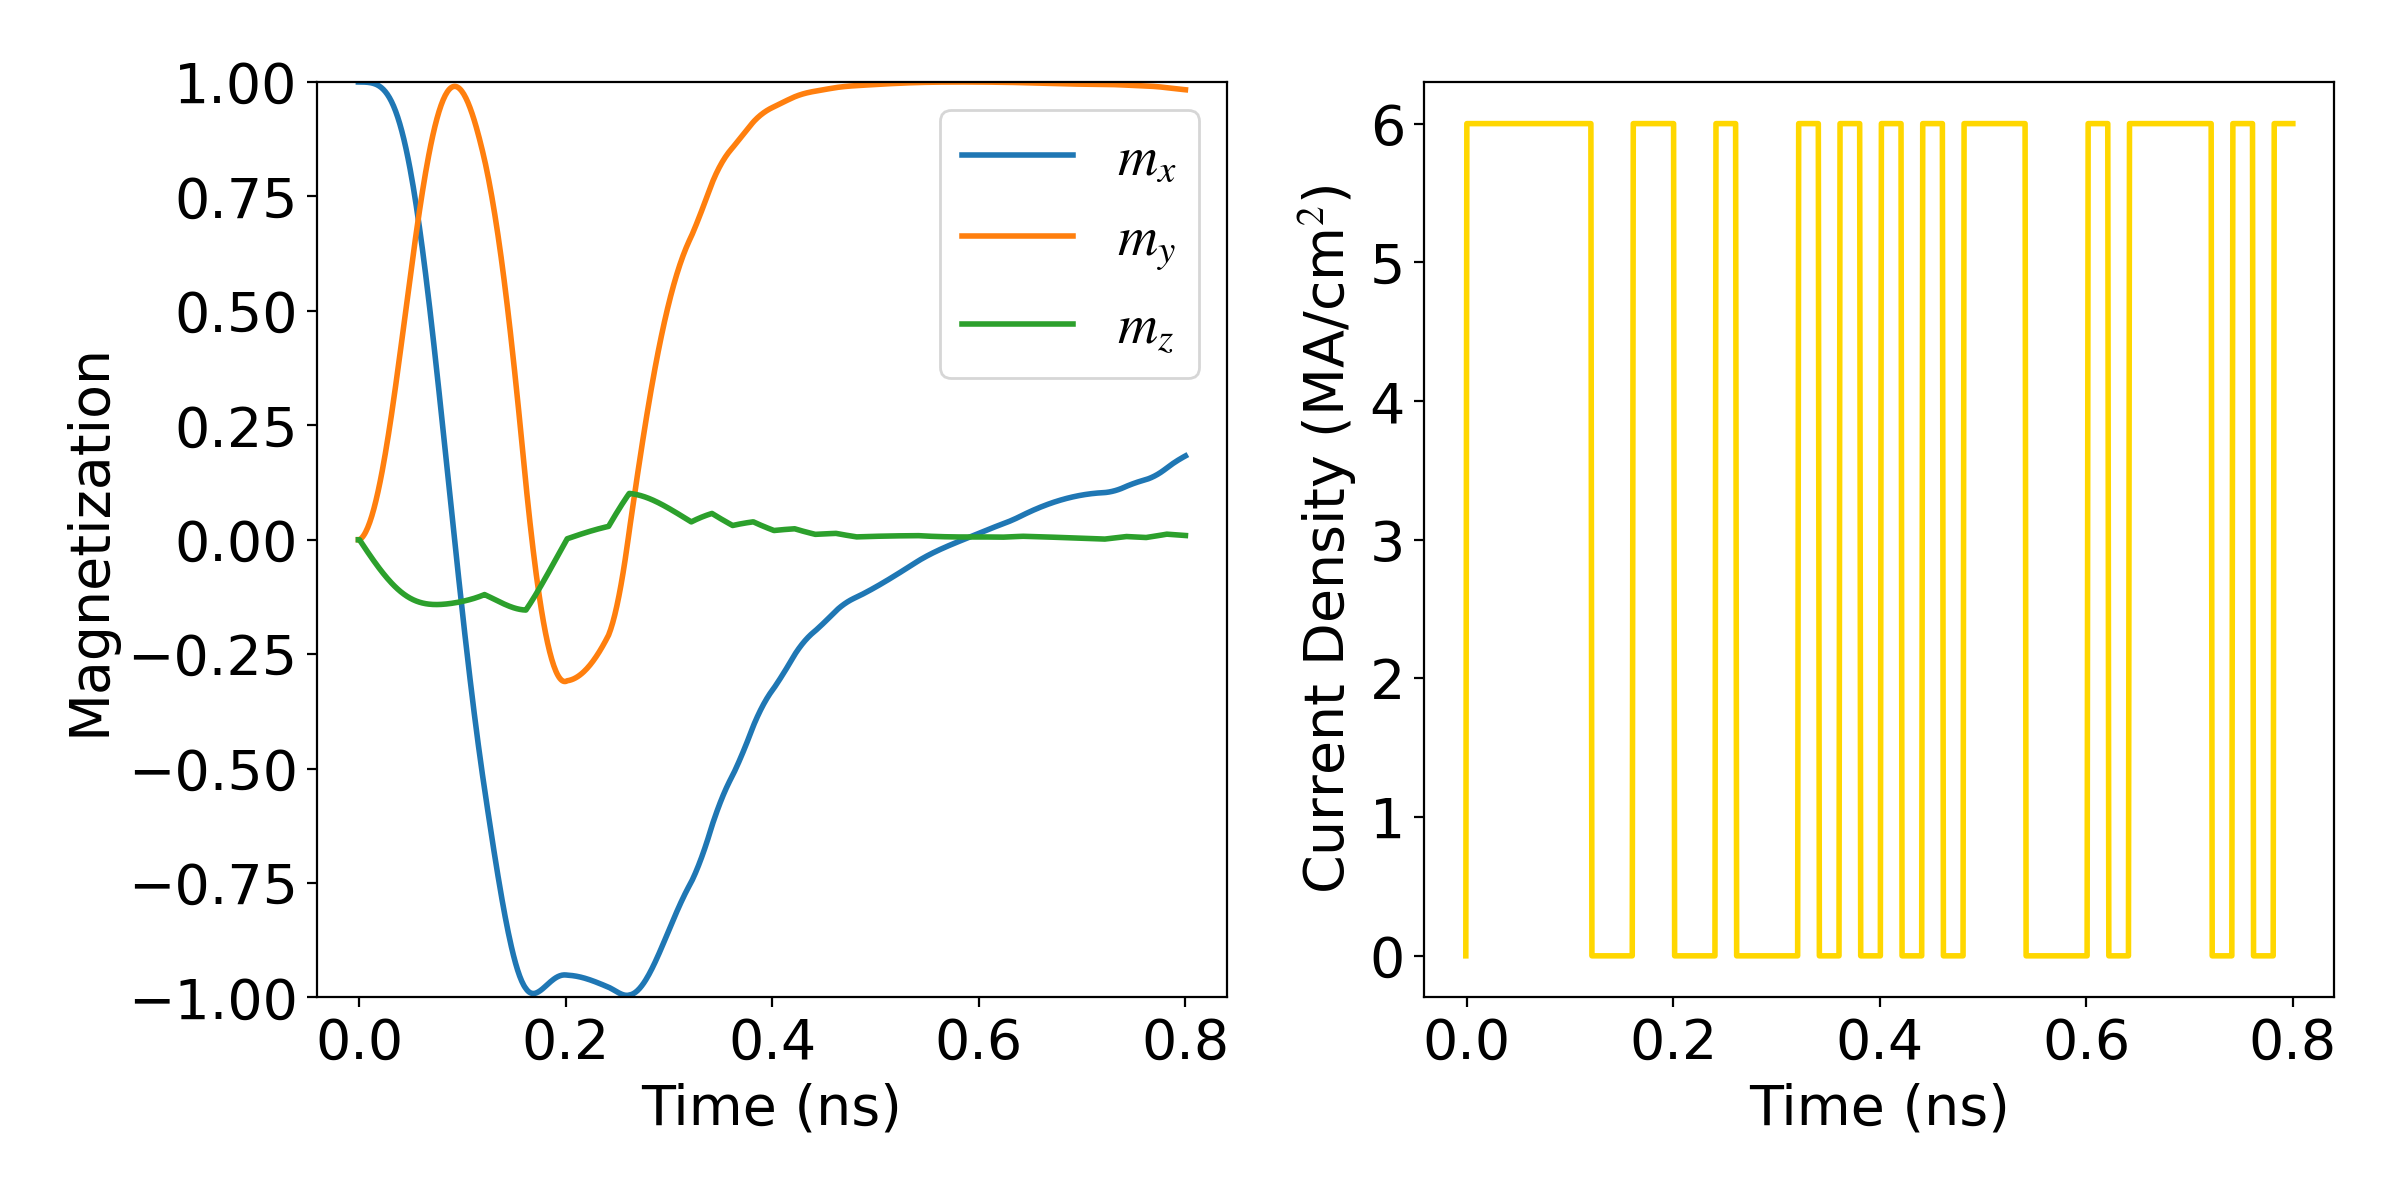 1.00
0.75
0.50
0.25
0.00
−0.25
−0.50
−0.75
−1.00
Magnetization
0.0 0.2 0.4 0.6 0.8
Time (ns)
mₓ
m_y
m_z
6
5
4
3
2
1
0
Current Density (MA/cm²)
0.0 0.2 0.4 0.6 0.8
Time (ns)